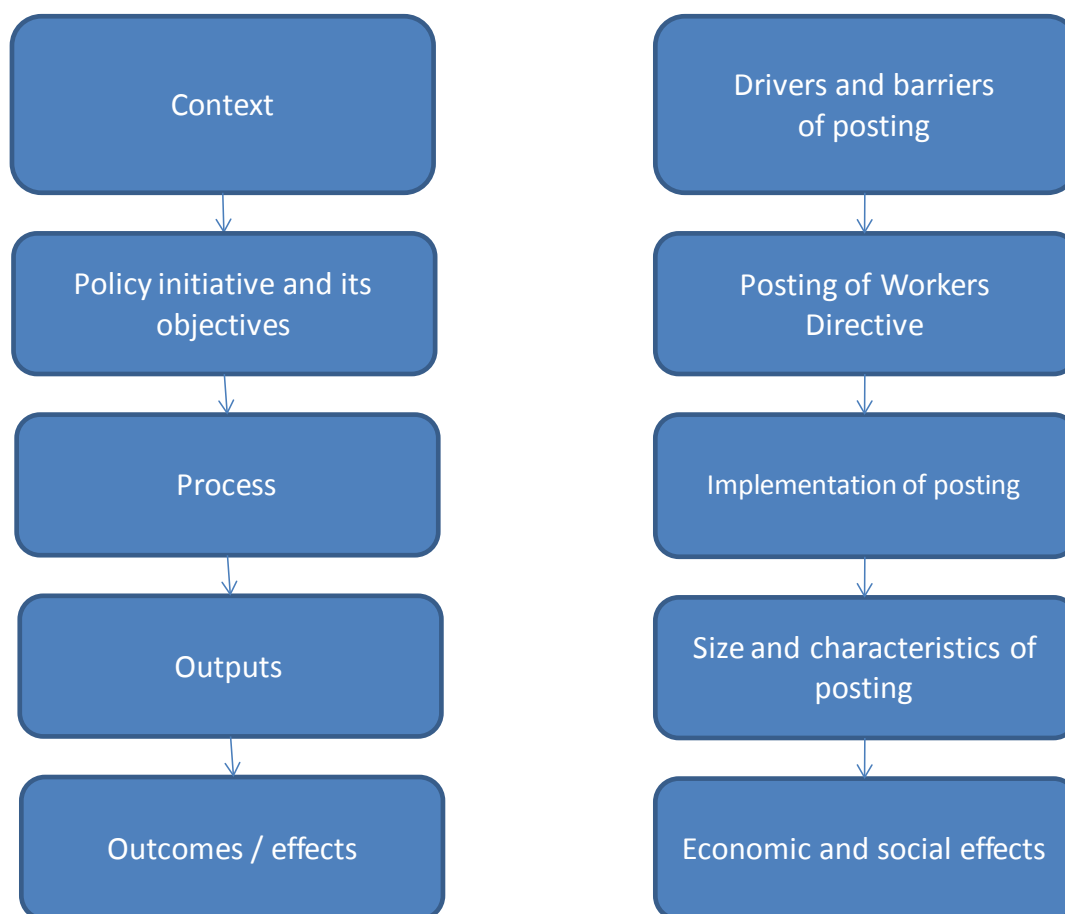 Context
Drivers and barriers
of posting
Policy initiative and its
objectives
Posting of Workers
Directive
Process
Implementation of posting
Outputs
Size and characteristics of
posting
Outcomes / effects
Economic and social effects